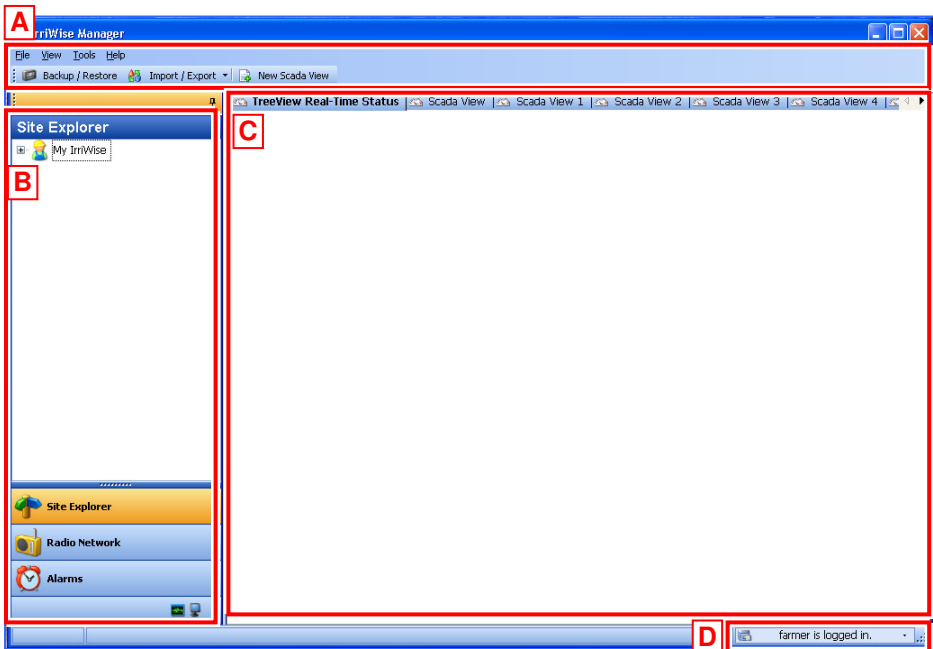 A
rriWise Manager
File View Tools Help
Backup / Restore Import / Export New Scada View
TreeView Real-Time Status Scada View Scada View 1 Scada View 2 Scada View 3 Scada View 4
Site Explorer
C
My IrriWise
B
Site Explorer
Radio Network
Alarms
D
farmer is logged in.